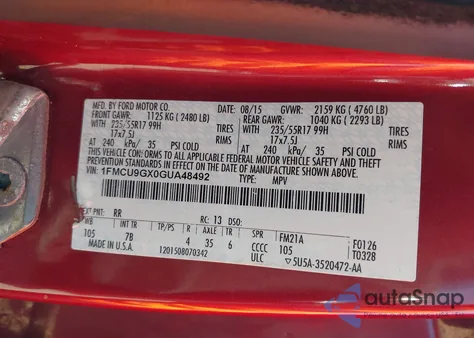 MFD. BY FORD MOTOR CO. 08/15 GVWR: 2159 KG ( 4760 LB)
FRONT GAWR: 1125 KG ( 2480 LB) REAR GAWR: 1040 KG ( 2293 LB)
WITH 235/55R17 99H TIRES WITH 235/55R17 99H TIRES
17x7.5J RIMS 17x7.5J RIMS
AT 240 kPa/ 35 PSI COLD AT 240 kPa/ 35 PSI COLD
THIS VEHICLE CONFORMS TO ALL APPLICABLE FEDERAL MOTOR VEHICLE SAFETY, BUMPER,
AND THEFT PREVENTION STANDARDS IN EFFECT ON THE DATE OF MANUFACTURE SHOWN ABOVE.
VIN: 1FMCU9GX0GUA48492 TYPE: MPV
EXT PNT: RR RC: 13 DSO: FM21A F0126
WB TP/PS R AXLE TR SPR T0328
105 7B 4 35 6 CCCC 105
MADE IN U.S.A. 1201508070342 ULC 5U5A-3520472-AA
autoSnap